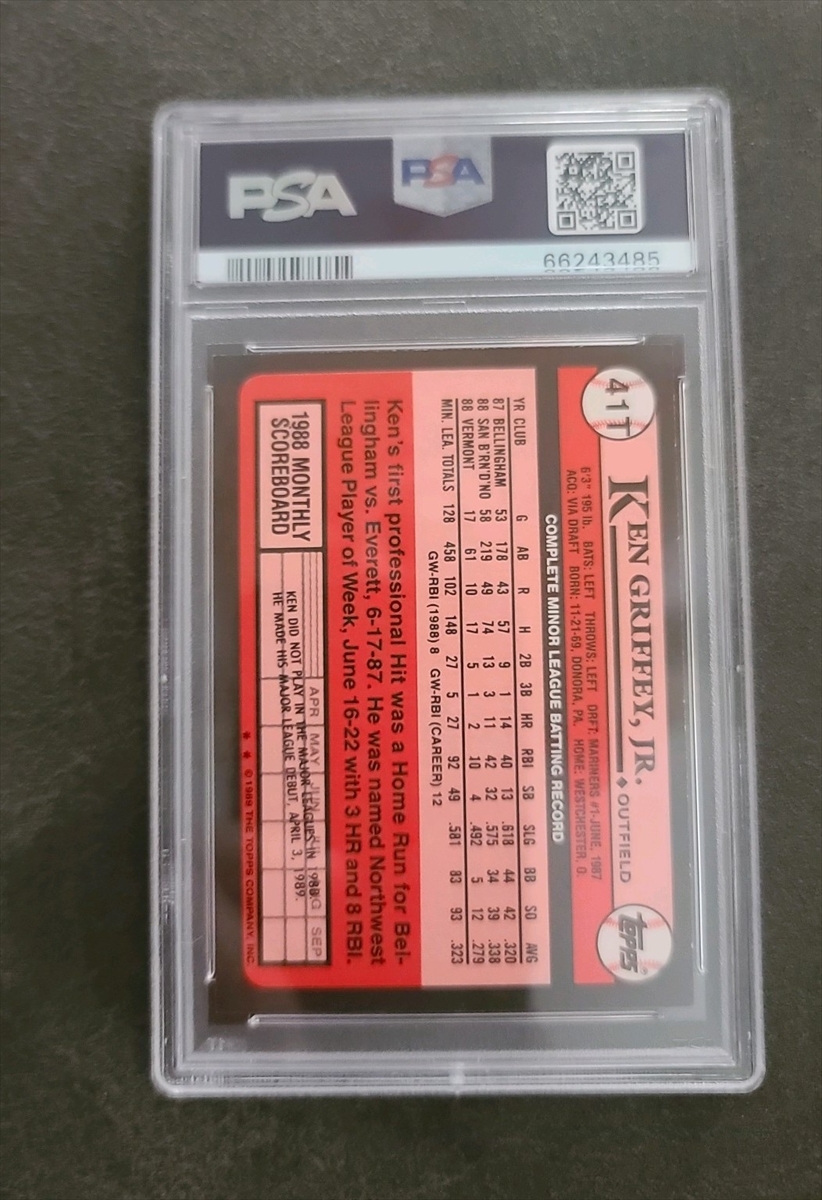 PSA
PSA
66243485
41T
KEN GRIFFEY, JR. ♦ OUTFIELD
TOPPS®
6'3" 195 lb. BATS: LEFT THROWS: LEFT DRFT: MARINERS #1-JUNE, 1987
ACQ: VIA DRAFT BORN: 11-21-69, DONORA, PA. HOME: WESTCHESTER, O.
COMPLETE MINOR LEAGUE BATTING RECORD
YR CLUB G AB R H 2B 3B HR RBI SB SLG BB SO AVG
87 BELLINGHAM 53 178 43 57 9 1 14 40 13 .618 44 42 .320
88 SAN B'RN'D'NO 58 219 49 74 13 3 11 42 32 .575 34 39 .338
88 VERMONT 17 61 10 17 5 1 2 10 4 .492 5 12 .279
MIN. LEA. TOTALS 128 458 102 148 27 5 27 92 49 .581 83 93 .323
GW-RBI (1988) 8 GW-RBI (CAREER) 12
Ken's first professional Hit was a Home Run for Bel-
lingham vs. Everett, 6-17-87. He was named Northwest
League Player of Week, June 16-22 with 3 HR and 8 RBI.
1988 MONTHLY
SCOREBOARD
APR MAY JUN JUL AUG SEP
KEN DID NOT PLAY IN THE MAJOR LEAGUES IN 1988.
HE MADE HIS MAJOR LEAGUE DEBUT, APRIL 3, 1989.
* * © 1989 THE TOPPS COMPANY, INC.